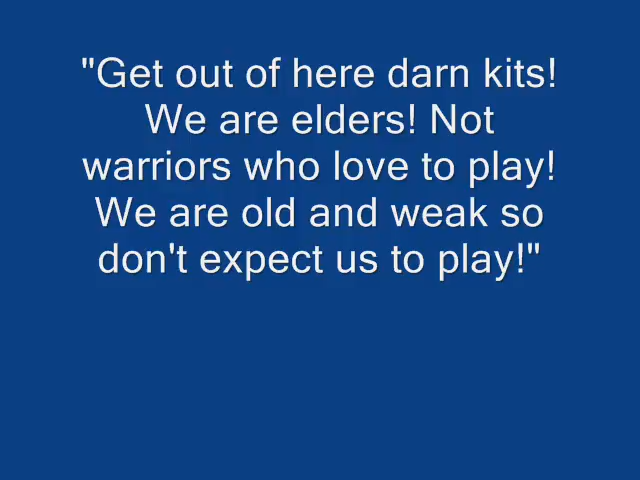 "Get out of here darn kits!
We are elders! Not
warriors who love to play!
We are old and weak so
don't expect us to play!"